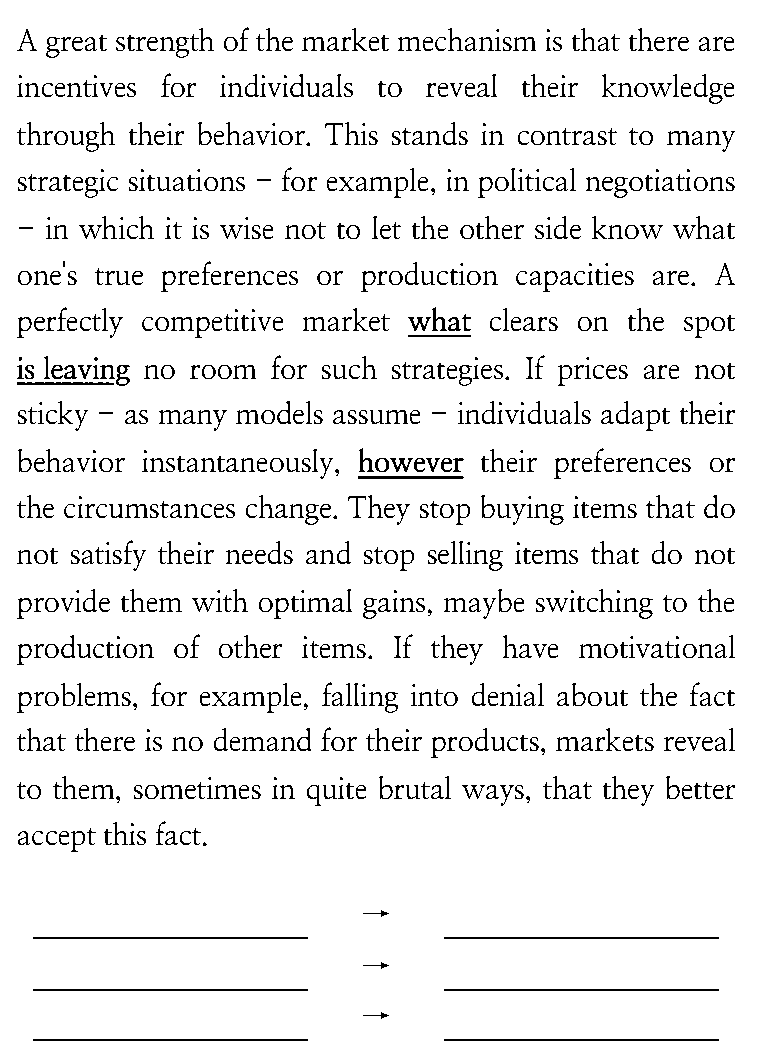 A great strength of the market mechanism is that there are
incentives for individuals to reveal their knowledge
through their behavior. This stands in contrast to many
strategic situations – for example, in political negotiations
– in which it is wise not to let the other side know what
one's true preferences or production capacities are. A
perfectly competitive market what clears on the spot
is leaving no room for such strategies. If prices are not
sticky – as many models assume – individuals adapt their
behavior instantaneously, however their preferences or
the circumstances change. They stop buying items that do
not satisfy their needs and stop selling items that do not
provide them with optimal gains, maybe switching to the
production of other items. If they have motivational
problems, for example, falling into denial about the fact
that there is no demand for their products, markets reveal
to them, sometimes in quite brutal ways, that they better
accept this fact.
→
→
→